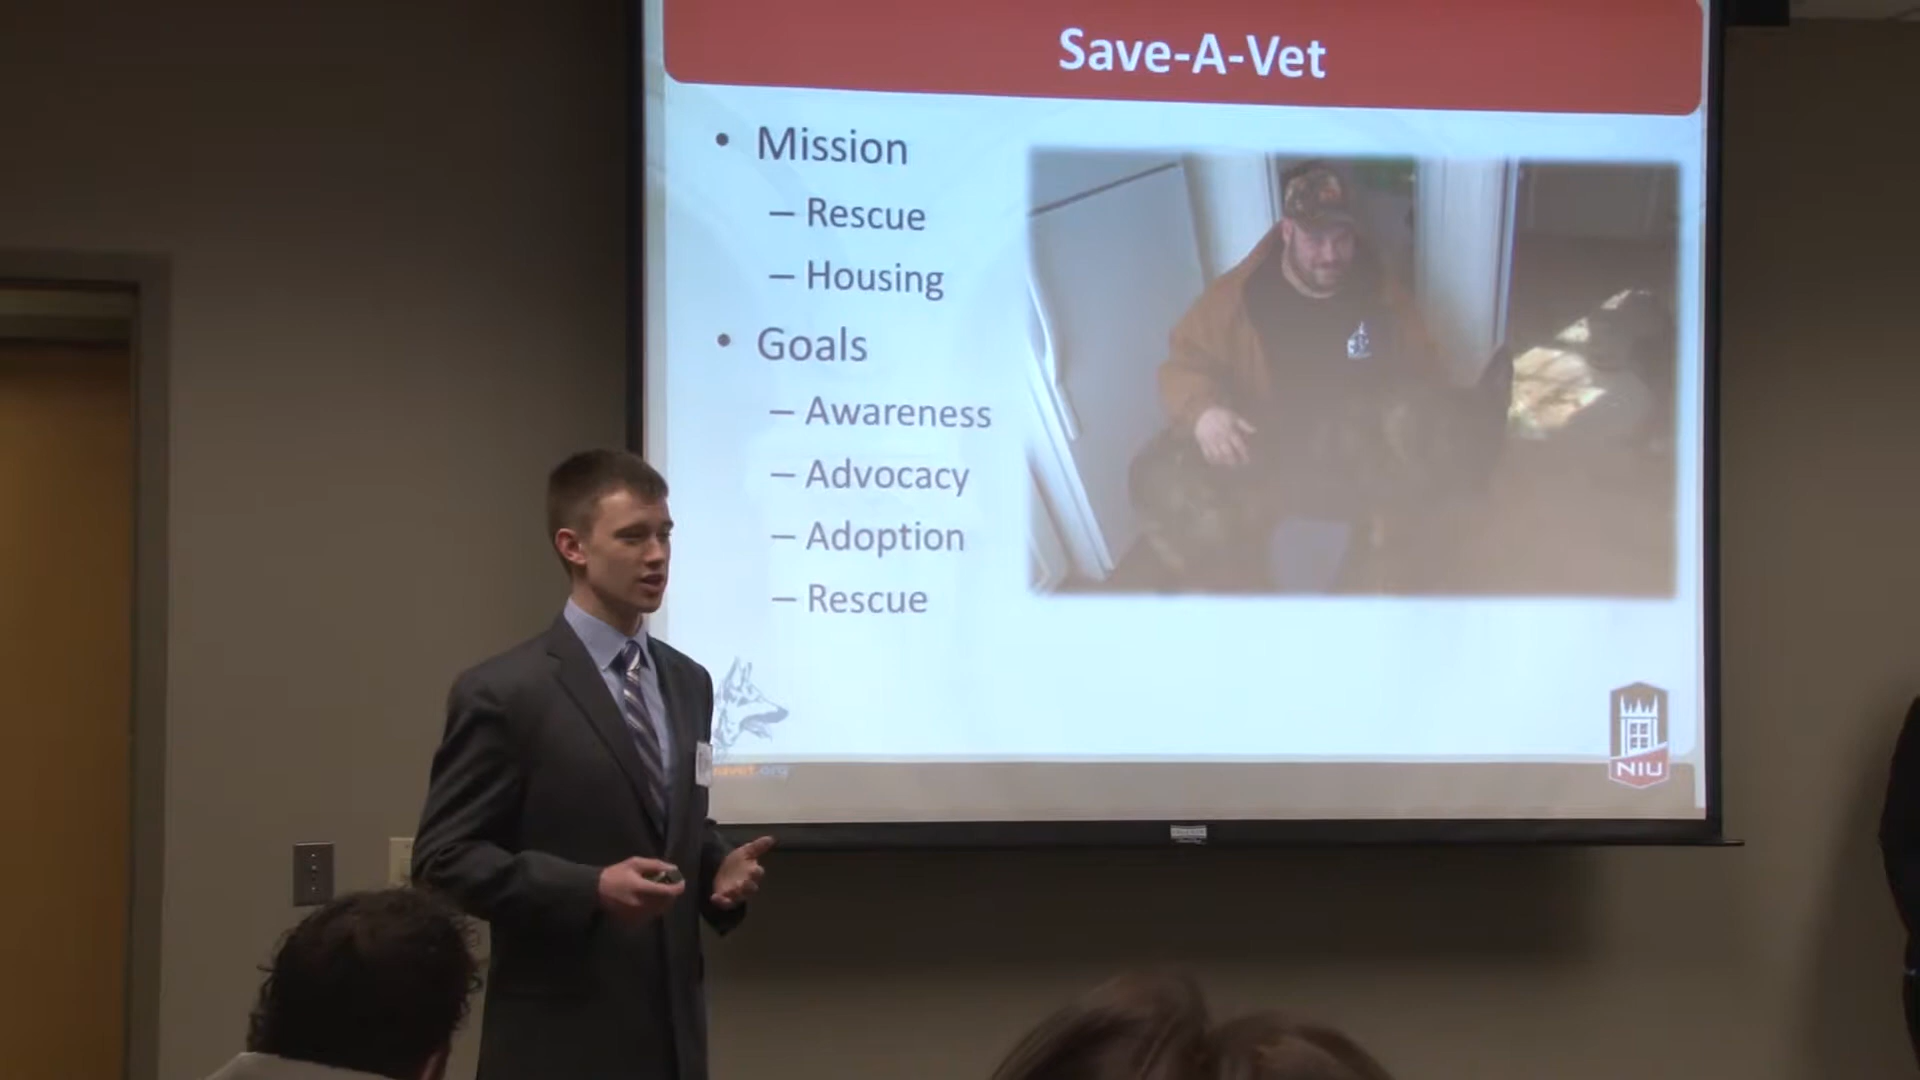 Save-A-Vet
• Mission
– Rescue
– Housing
• Goals
– Awareness
– Advocacy
– Adoption
– Rescue
NIU